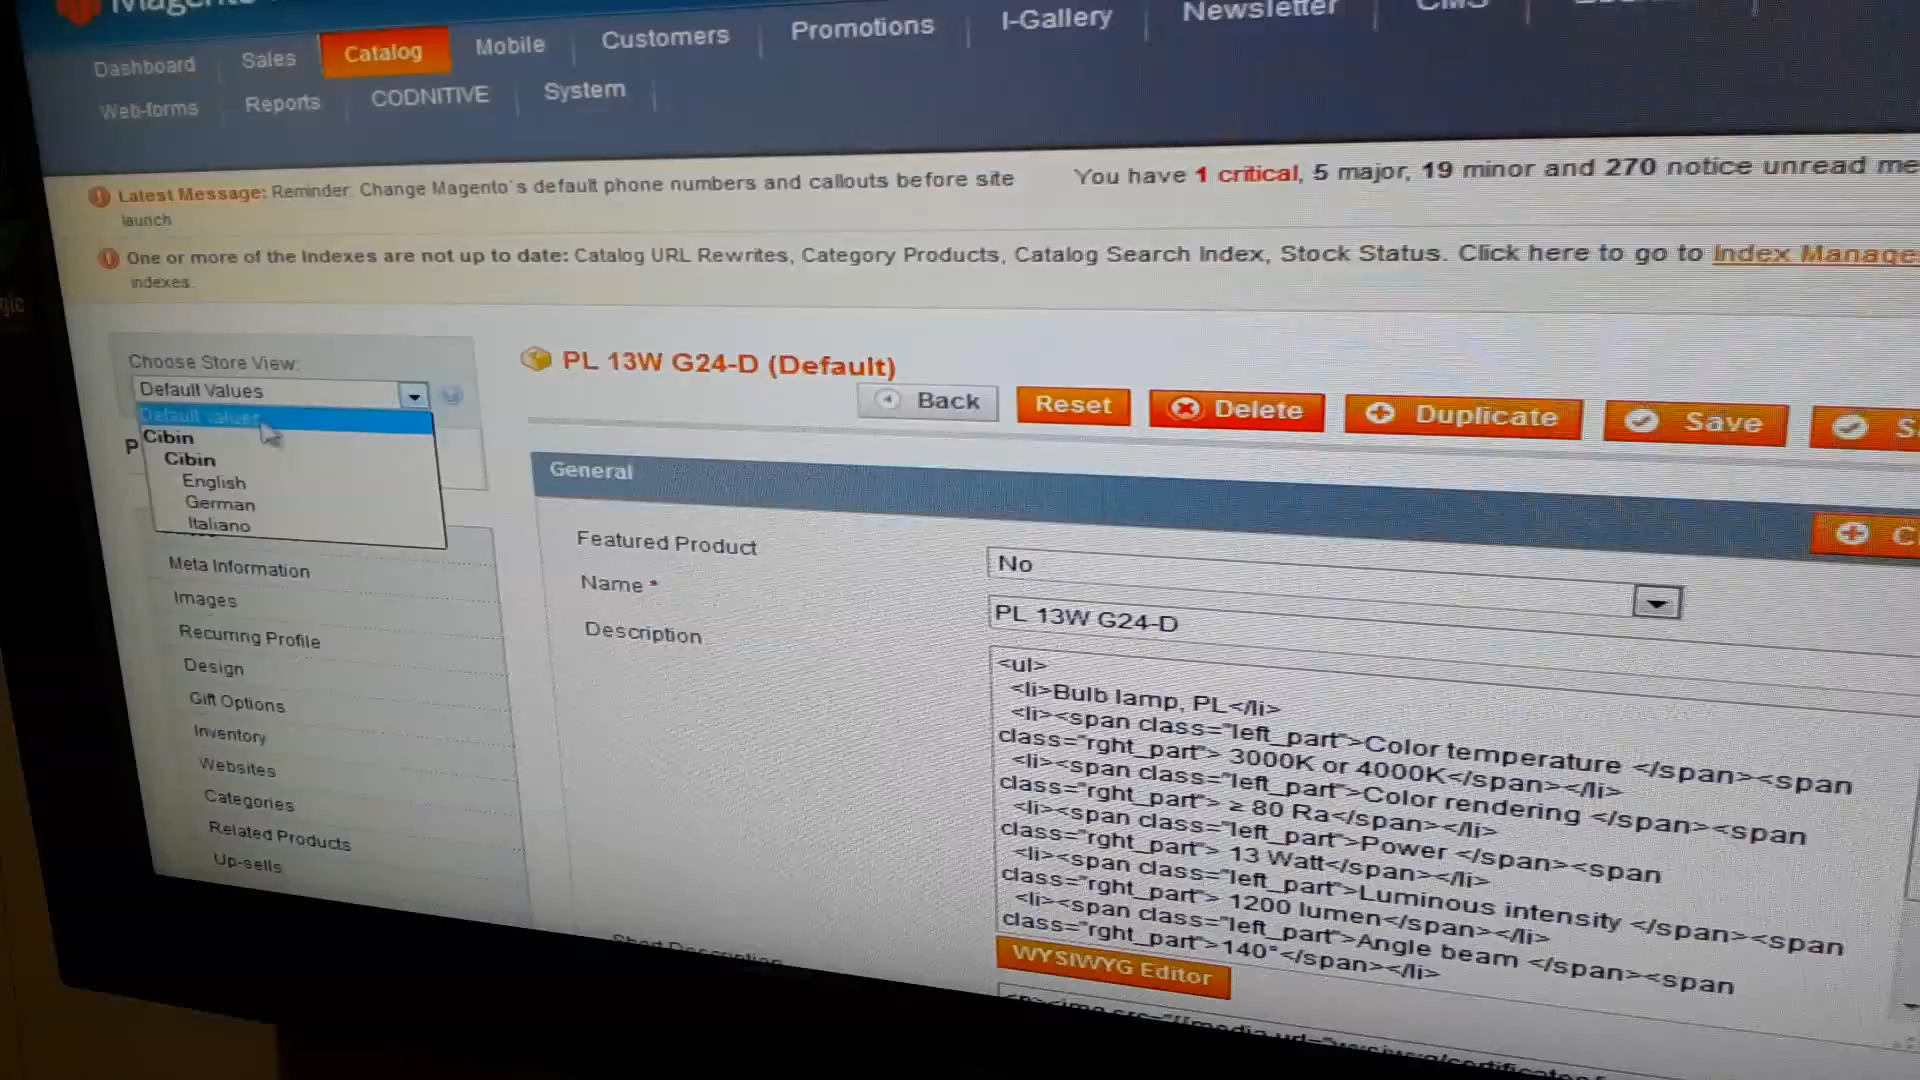 Dashboard Sales Catalog Mobile Customers Promotions I-Gallery Newsletter
Web-forms Reports CODNITIVE System
Latest Message: Reminder. Change Magento`s default phone numbers and callouts before site
launch
You have 1 critical, 5 major, 19 minor and 270 notice unread me
One or more of the Indexes are not up to date: Catalog URL Rewrites, Category Products, Catalog Search Index, Stock Status. Click here to go to Index Manage
indexes.
Choose Store View:
Default Values
Default Values
Cibin
Cibin
English
German
Italiano
Meta Information
Images
Recurring Profile
Design
Gift Options
Inventory
Websites
Categories
Related Products
Up-sells
PL 13W G24-D (Default)
Back Reset Delete Duplicate Save
General
Featured Product
No
Name *
PL 13W G24-D
Description
<ul>
<li>Bulb lamp, PL</li>
<li><span class="left_part">Color temperature </span><span
class="rght_part"> 3000K or 4000K</span></li>
<li><span class="left_part">Color rendering </span><span
class="rght_part"> ≥ 80 Ra</span></li>
<li><span class="left_part">Power </span><span
class="rght_part"> 13 Watt</span></li>
<li><span class="left_part">Luminous intensity </span><span
class="rght_part"> 1200 lumen</span></li>
<li><span class="left_part">Angle beam </span><span
class="rght_part">140°</span></li>
WYSIWYG Editor
Short Description